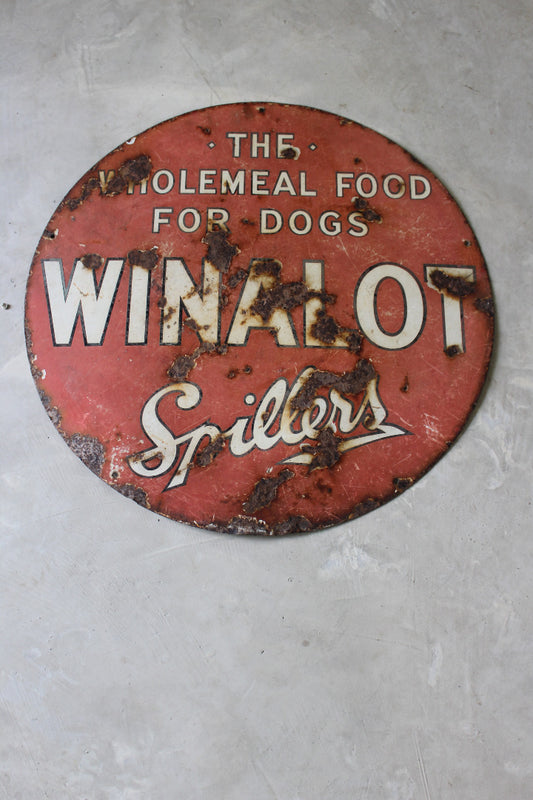 · THE ·
WHOLEMEAL FOOD
FOR DOGS
WINALOT
Spillers